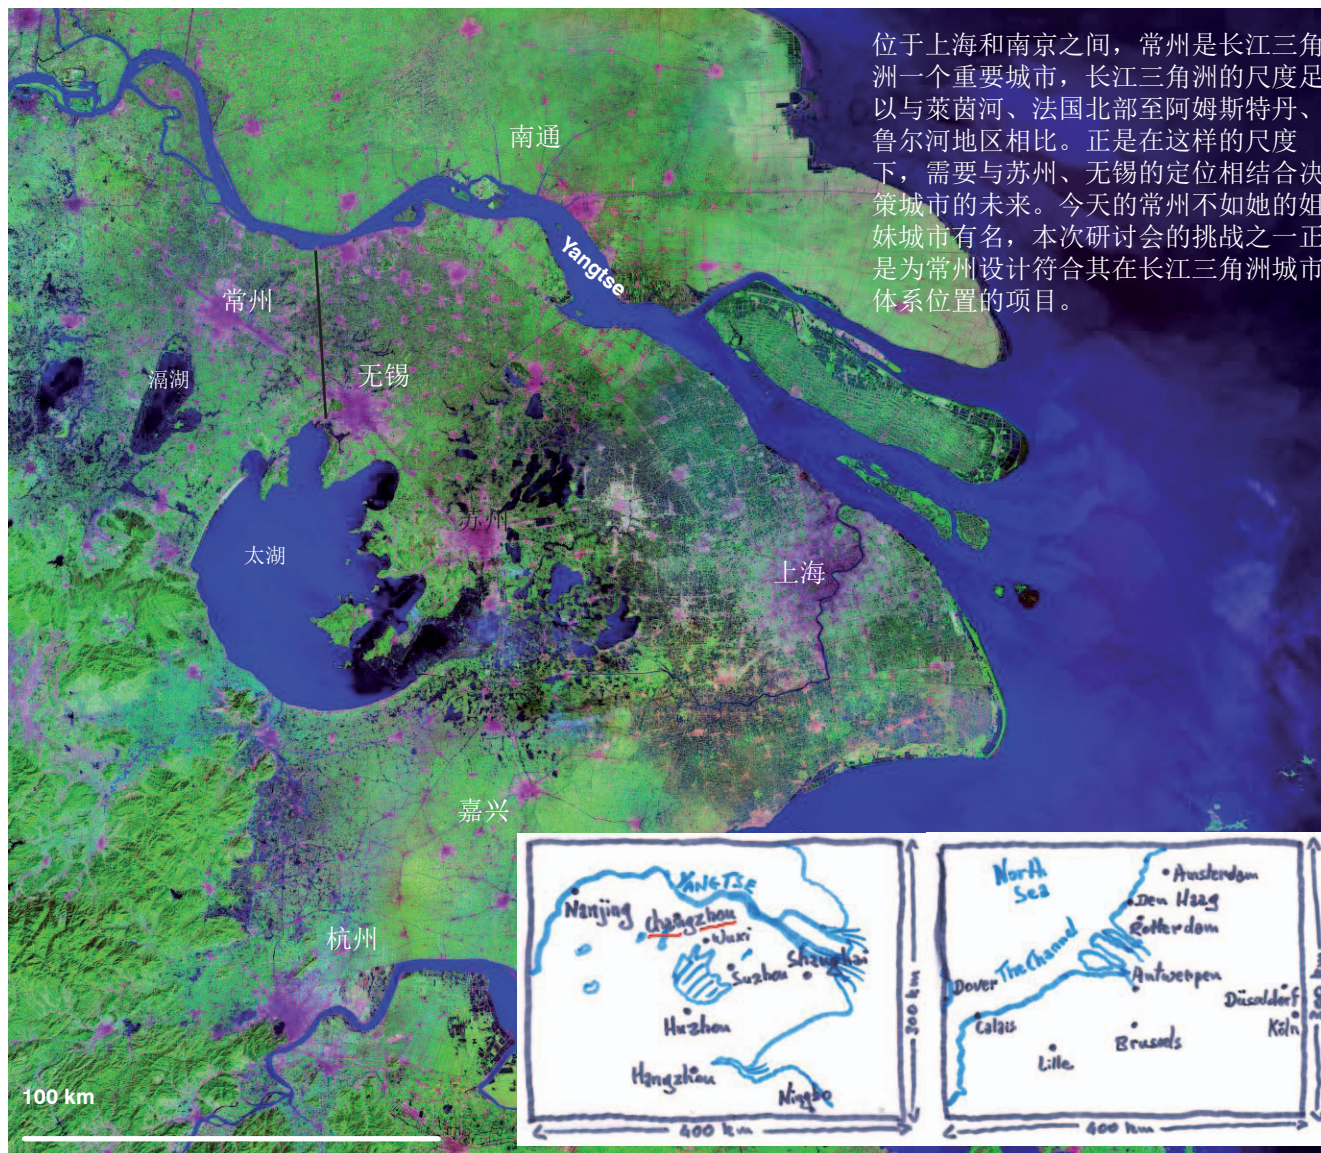 位于上海和南京之间，常州是长江三角
洲一个重要城市，长江三角洲的尺度足
以与莱茵河、法国北部至阿姆斯特丹、
鲁尔河地区相比。正是在这样的尺度
下，需要与苏州、无锡的定位相结合决
策城市的未来。今天的常州不如她的姐
妹城市有名，本次研讨会的挑战之一正
是为常州设计符合其在长江三角洲城市
体系位置的项目。
南通
Yangtse
常州
无锡
滆湖
苏州
太湖
上海
嘉兴
杭州
100 km
YANGTSE
Nanjing
Changzhou
Wuxi
Suzhou
Shanghai
Huzhou
Hangzhou
Ningbo
300 km
400 km
North
Sea
Amsterdam
Den Haag
Rotterdam
The Channel
Antwerpen
Dover
Düsseldorf
Calais
Köln
Brussels
Lille
400 km